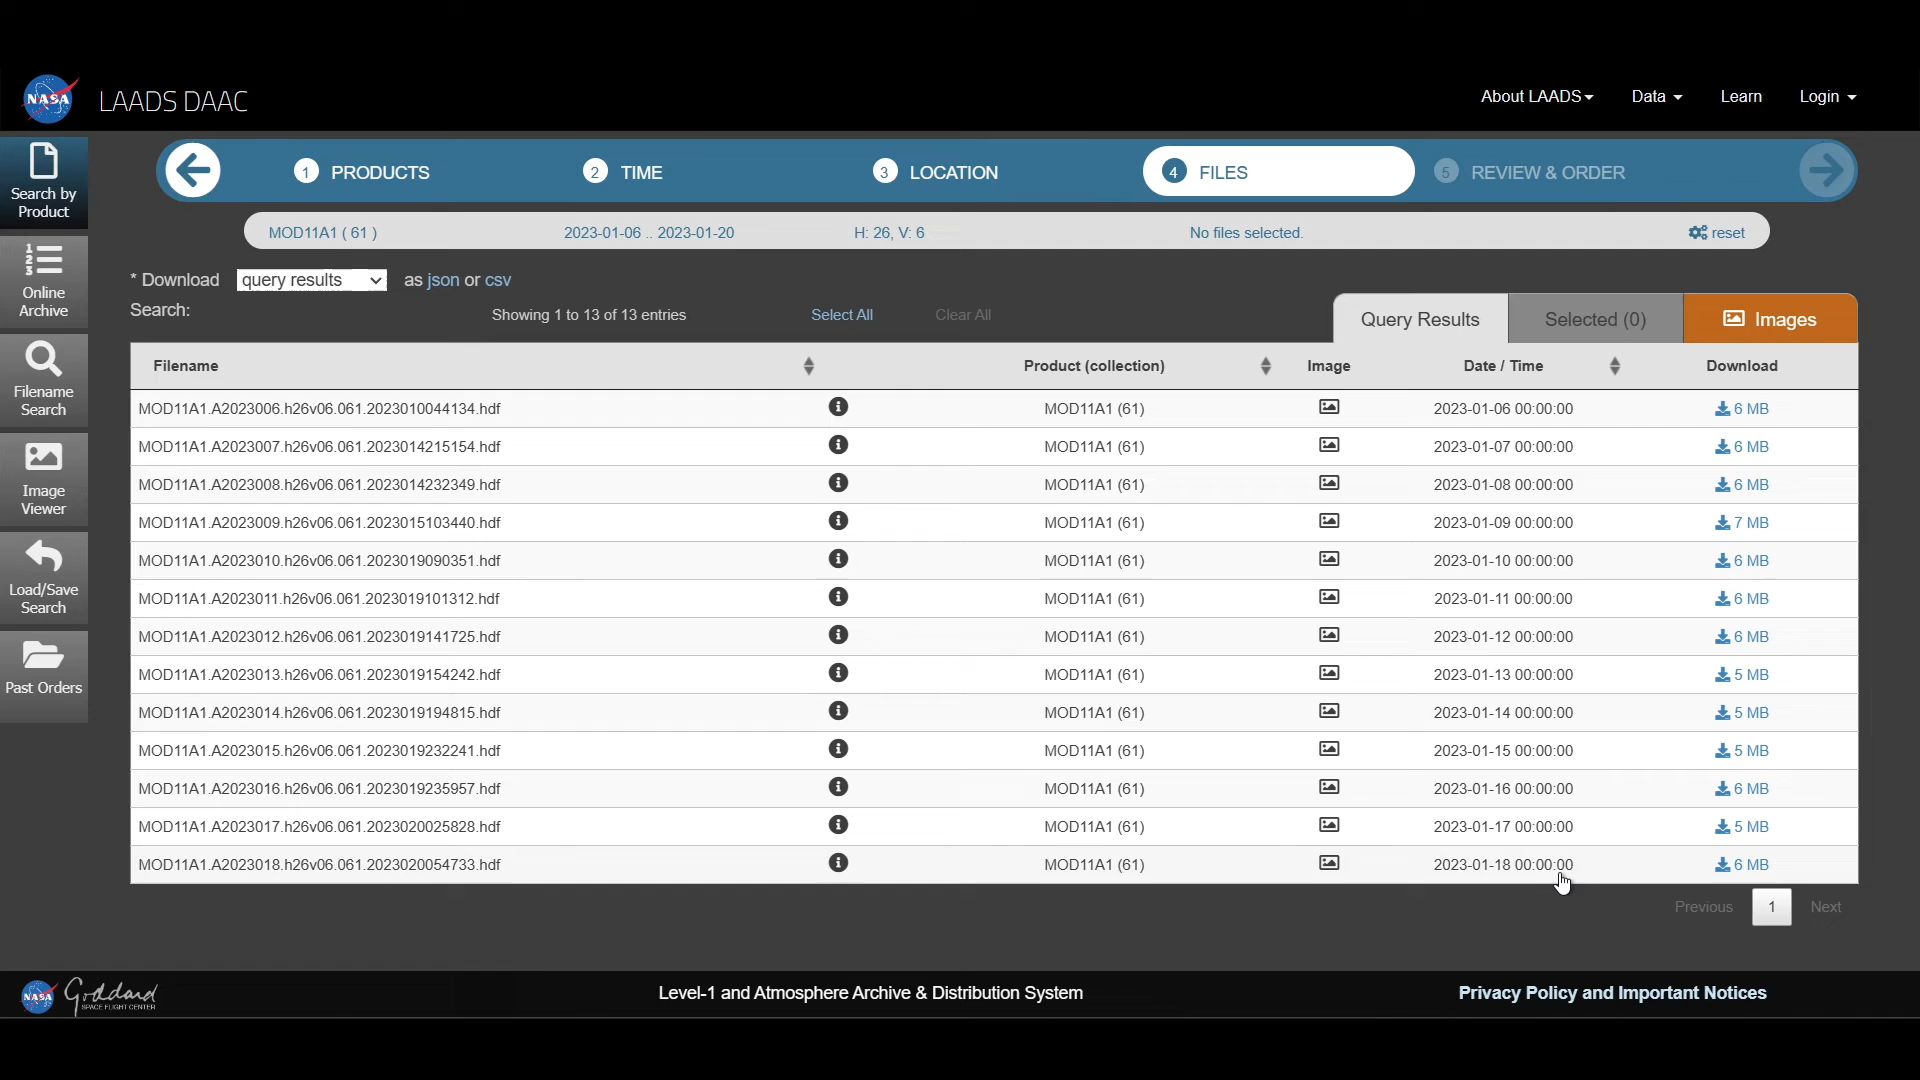 NASA LAADS DAAC
About LAADS Data Learn Login
Search by
Product
Online
Archive
Filename
Search
Image
Viewer
Load/Save
Search
Past Orders
1 PRODUCTS 2 TIME 3 LOCATION 4 FILES 5 REVIEW & ORDER
MOD11A1 ( 61 ) 2023-01-06 .. 2023-01-20 H: 26, V: 6 No files selected. reset
* Download query results as json or csv
Search: Showing 1 to 13 of 13 entries Select All Clear All
Query Results Selected (0) Images
Filename Product (collection) Image Date / Time Download
MOD11A1.A2023006.h26v06.061.2023010044134.hdf MOD11A1 (61) 2023-01-06 00:00:00 6 MB
MOD11A1.A2023007.h26v06.061.2023014215154.hdf MOD11A1 (61) 2023-01-07 00:00:00 6 MB
MOD11A1.A2023008.h26v06.061.2023014232349.hdf MOD11A1 (61) 2023-01-08 00:00:00 6 MB
MOD11A1.A2023009.h26v06.061.2023015103440.hdf MOD11A1 (61) 2023-01-09 00:00:00 7 MB
MOD11A1.A2023010.h26v06.061.2023019090351.hdf MOD11A1 (61) 2023-01-10 00:00:00 6 MB
MOD11A1.A2023011.h26v06.061.2023019101312.hdf MOD11A1 (61) 2023-01-11 00:00:00 6 MB
MOD11A1.A2023012.h26v06.061.2023019141725.hdf MOD11A1 (61) 2023-01-12 00:00:00 6 MB
MOD11A1.A2023013.h26v06.061.2023019154242.hdf MOD11A1 (61) 2023-01-13 00:00:00 5 MB
MOD11A1.A2023014.h26v06.061.2023019194815.hdf MOD11A1 (61) 2023-01-14 00:00:00 5 MB
MOD11A1.A2023015.h26v06.061.2023019232241.hdf MOD11A1 (61) 2023-01-15 00:00:00 5 MB
MOD11A1.A2023016.h26v06.061.2023019235957.hdf MOD11A1 (61) 2023-01-16 00:00:00 6 MB
MOD11A1.A2023017.h26v06.061.2023020025828.hdf MOD11A1 (61) 2023-01-17 00:00:00 5 MB
MOD11A1.A2023018.h26v06.061.2023020054733.hdf MOD11A1 (61) 2023-01-18 00:00:00 6 MB
Previous 1 Next
NASA Goddard
SPACE FLIGHT CENTER
Level-1 and Atmosphere Archive & Distribution System
Privacy Policy and Important Notices